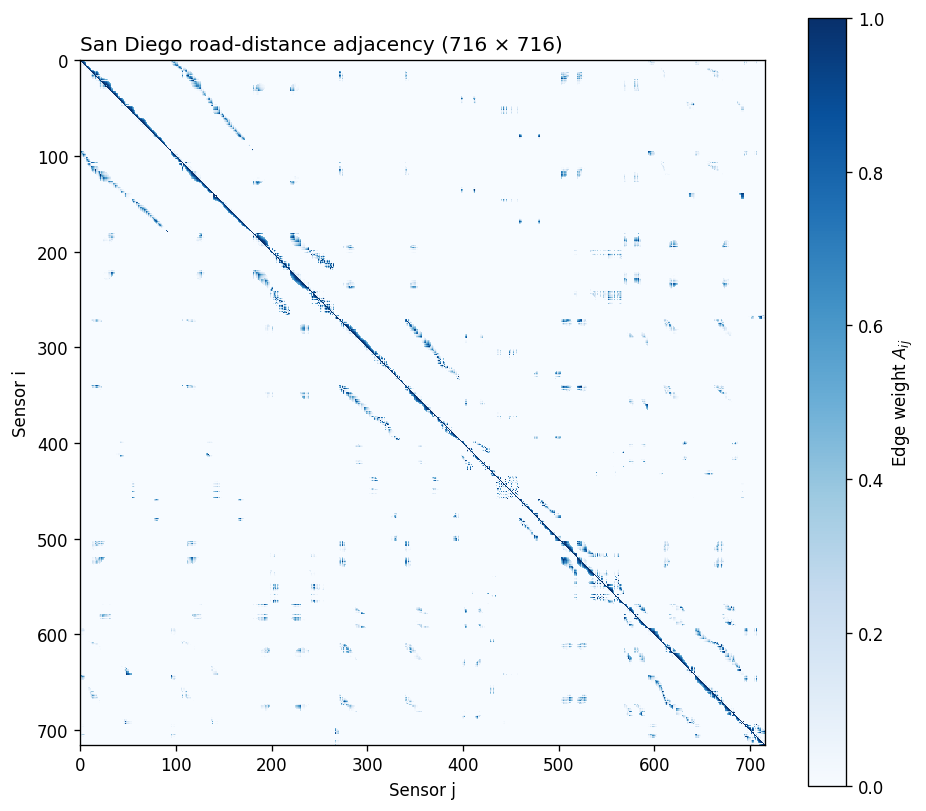 San Diego road-distance adjacency (716 × 716)
0
100
200
300
400
500
600
700
Sensor i
0 100 200 300 400 500 600 700
Sensor j
1.0
0.8
0.6
0.4
0.2
0.0
Edge weight A_{ij}